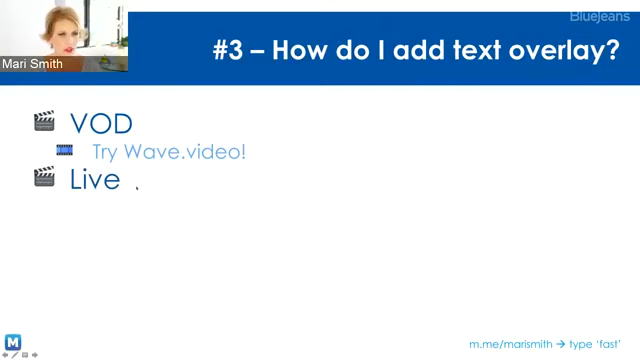 BlueJeans
Mari Smith
#3 – How do I add text overlay?
VOD
Try Wave.video!
Live
M
m.me/marismith → type ‘fast’